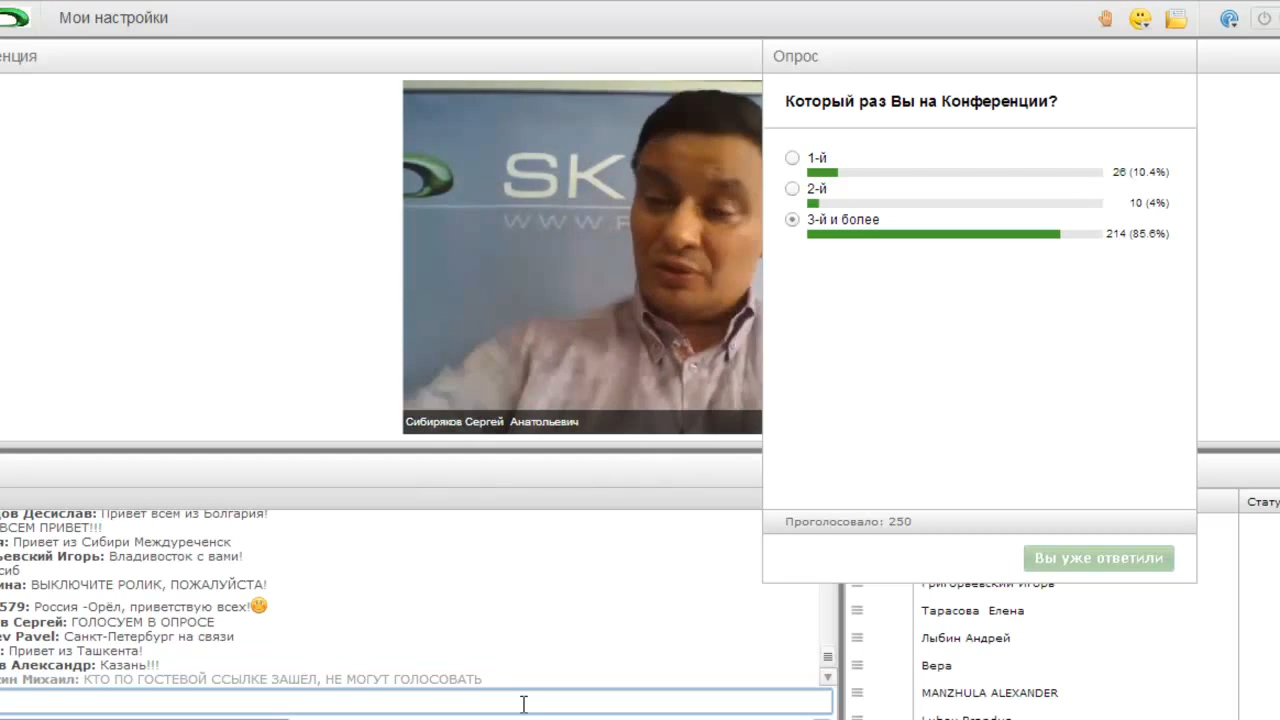 Мои настройки
енция
Опрос
Который раз Вы на Конференции?
1-й
26 (10.4%)
2-й
10 (4%)
3-й и более
214 (85.6%)
SK
WWW.
Сибиряков Сергей Анатольевич
Проголосовало: 250
Вы уже ответили
Стату
ов Десислав: Привет всем из Болгария!
ВСЕМ ПРИВЕТ!!!
я: Привет из Сибири Междуреченск
ьевский Игорь: Владивосток с вами!
сиб
ина: ВЫКЛЮЧИТЕ РОЛИК, ПОЖАЛУЙСТА!
579: Россия -Орёл, приветствую всех!
в Сергей: ГОЛОСУЕМ В ОПРОСЕ
ev Pavel: Санкт-Петербург на связи
: Привет из Ташкента!
в Александр: Казань!!!
кин Михаил: КТО ПО ГОСТЕВОЙ ССЫЛКЕ ЗАШЕЛ, НЕ МОГУТ ГОЛОСОВАТЬ
Григорьевский Игорь
Тарасова Елена
Лыбин Андрей
Вера
MANZHULA ALEXANDER